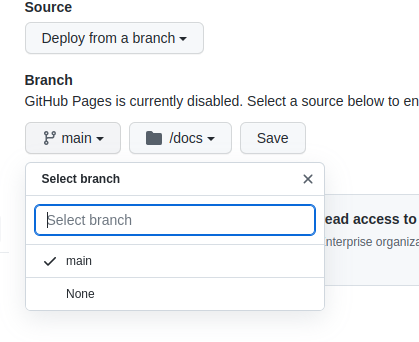 Source
Deploy from a branch
Branch
GitHub Pages is currently disabled. Select a source below to en
main
/docs
Save
Select branch
Select branch
main
None
ead access to
nterprise organiza